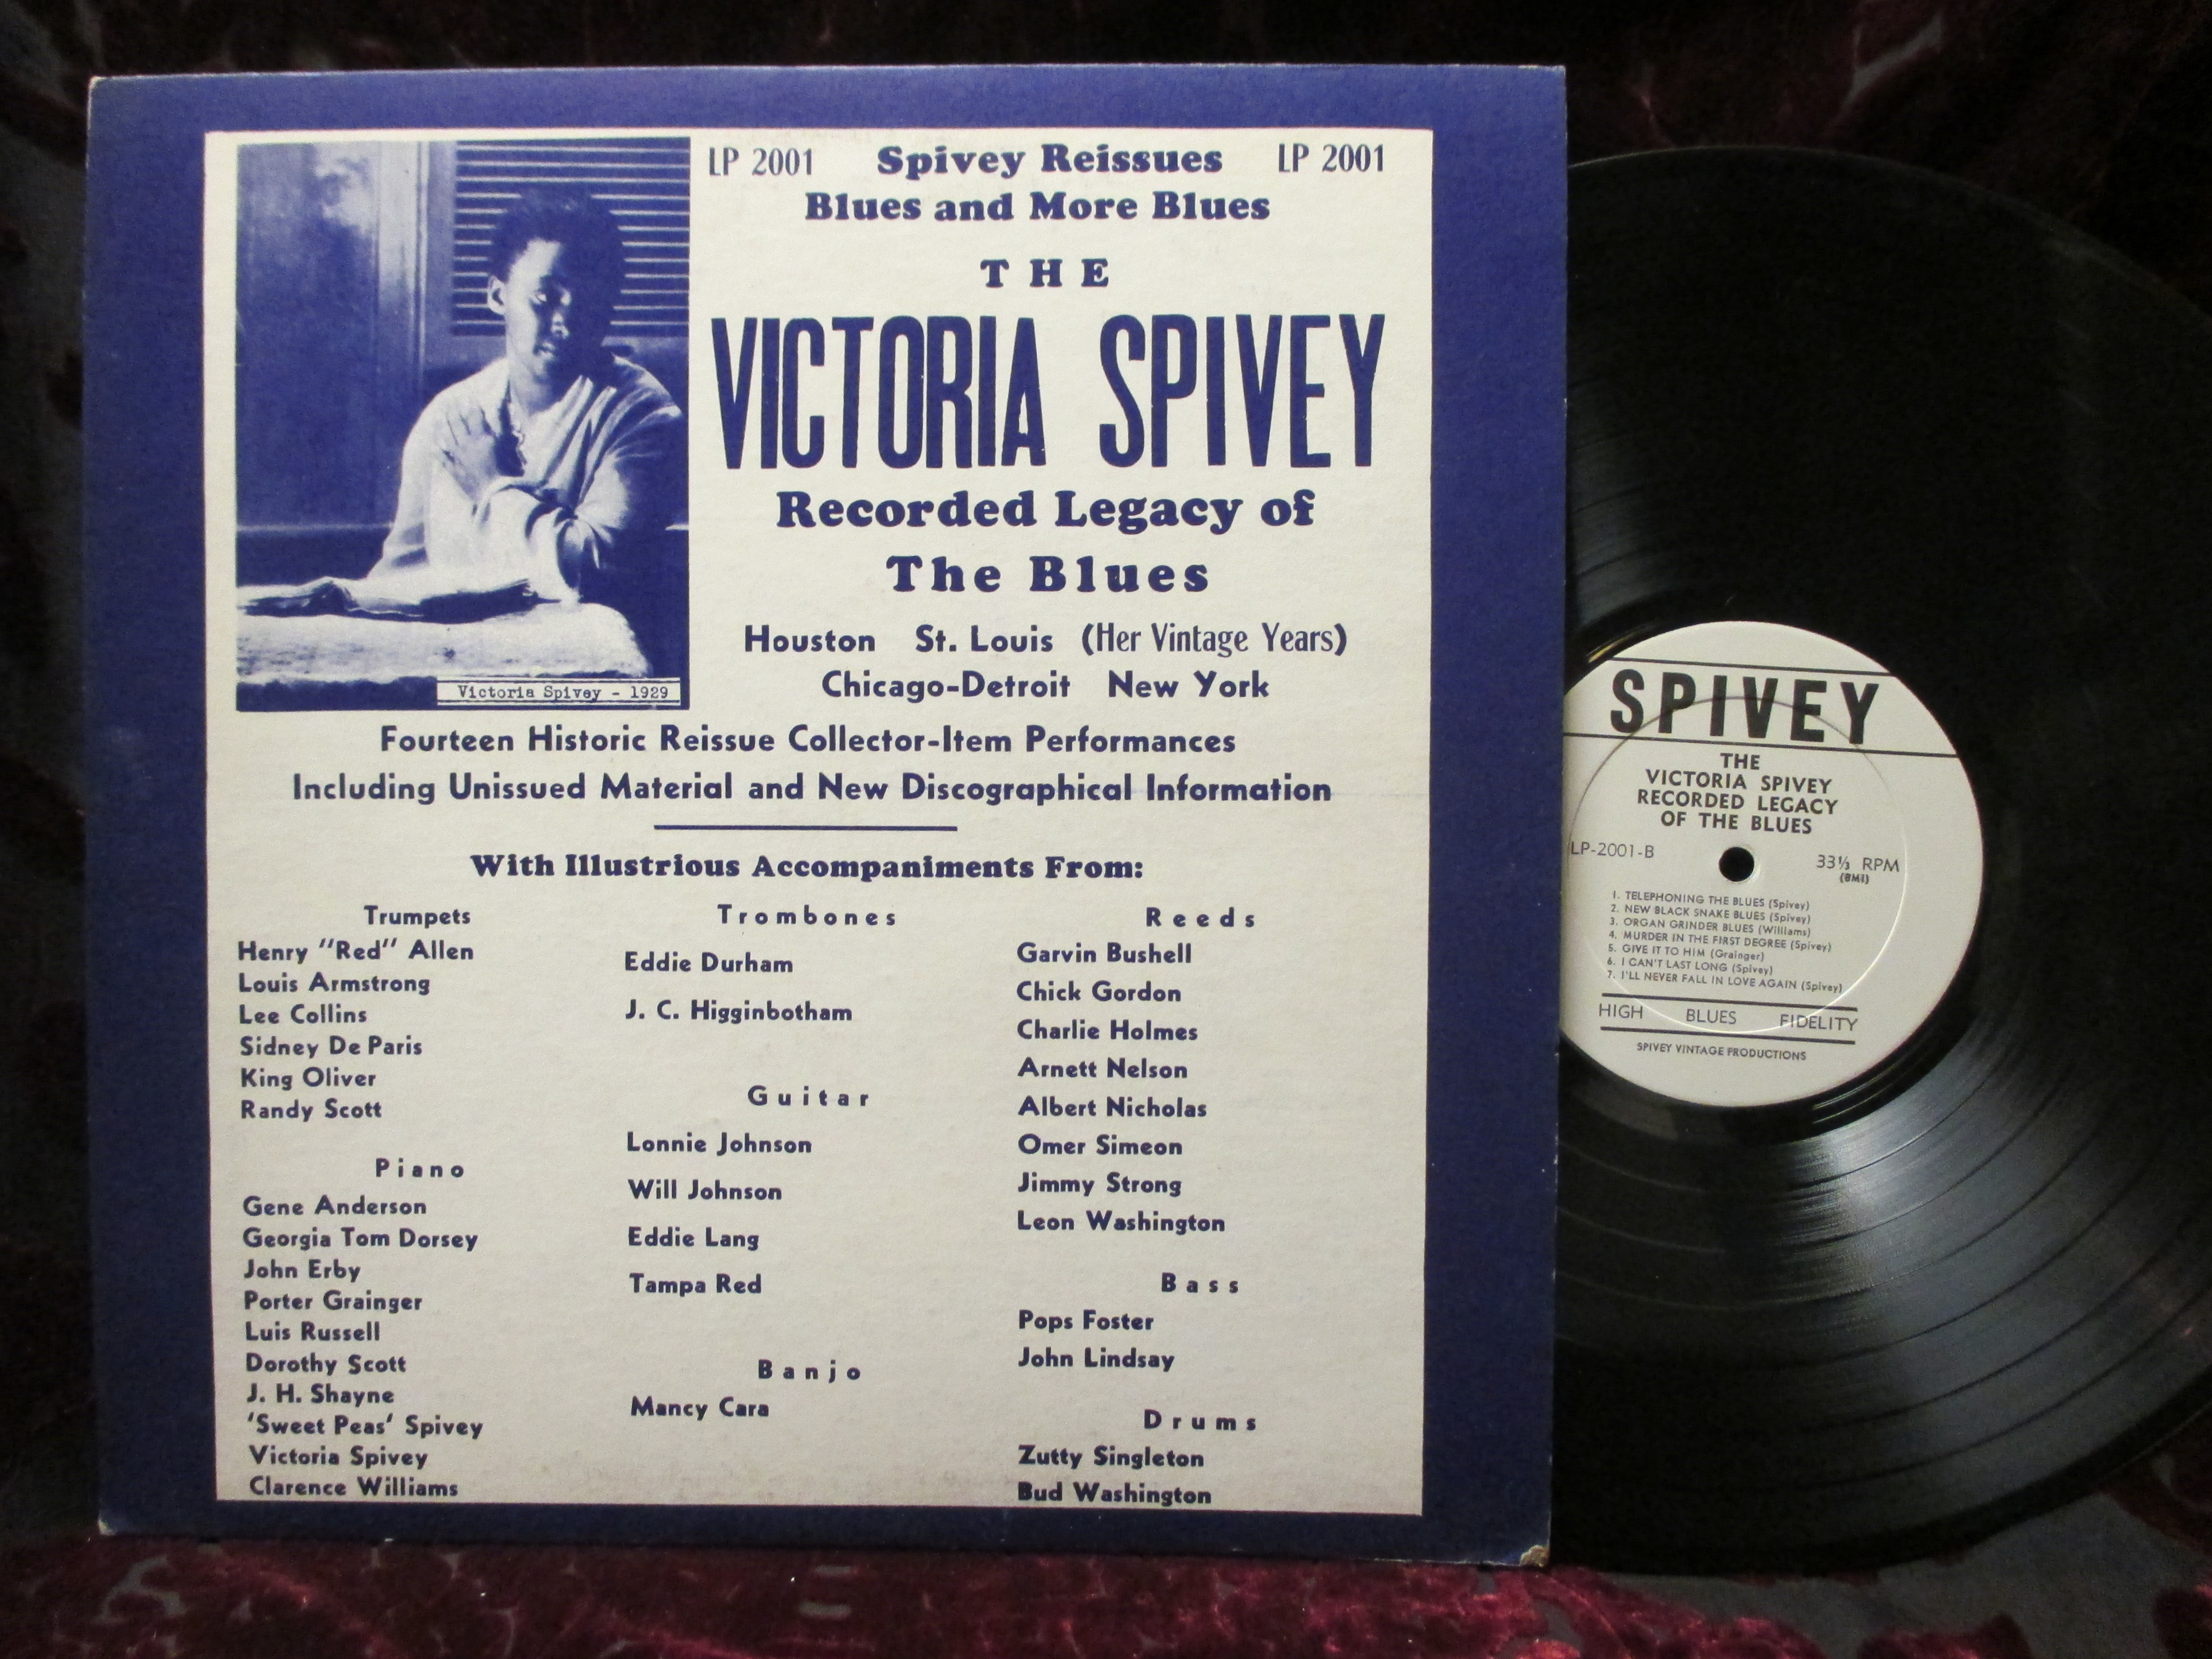 LP 2001 Spivey Reissues LP 2001
Blues and More Blues
THE
VICTORIA SPIVEY
Recorded Legacy of
The Blues
Houston St. Louis (Her Vintage Years)
Chicago-Detroit New York
Victoria Spivey - 1929
Fourteen Historic Reissue Collector-Item Performances
Including Unissued Material and New Discographical Information
With Illustrious Accompaniments From:
Trumpets
Henry "Red" Allen
Louis Armstrong
Lee Collins
Sidney De Paris
King Oliver
Randy Scott
Piano
Gene Anderson
Georgia Tom Dorsey
John Erby
Porter Grainger
Luis Russell
Dorothy Scott
J. H. Shayne
'Sweet Peas' Spivey
Victoria Spivey
Clarence Williams
Trombones
Eddie Durham
J. C. Higginbotham
Guitar
Lonnie Johnson
Will Johnson
Eddie Lang
Tampa Red
Banjo
Mancy Cara
Reeds
Garvin Bushell
Chick Gordon
Charlie Holmes
Arnett Nelson
Albert Nicholas
Omer Simeon
Jimmy Strong
Leon Washington
Bass
Pops Foster
John Lindsay
Drums
Zutty Singleton
Bud Washington
SPIVEY
THE
VICTORIA SPIVEY
RECORDED LEGACY
OF THE BLUES
LP-2001-B
33⅓ RPM
(BMI)
1. TELEPHONING THE BLUES (Spivey)
2. NEW BLACK SNAKE BLUES (Spivey)
3. ORGAN GRINDER BLUES (Williams)
4. MURDER IN THE FIRST DEGREE (Spivey)
5. GIVE IT TO HIM (Grainger)
6. I CAN'T LAST LONG (Spivey)
7. I'LL NEVER FALL IN LOVE AGAIN (Spivey)
HIGH BLUES FIDELITY
SPIVEY VINTAGE PRODUCTIONS